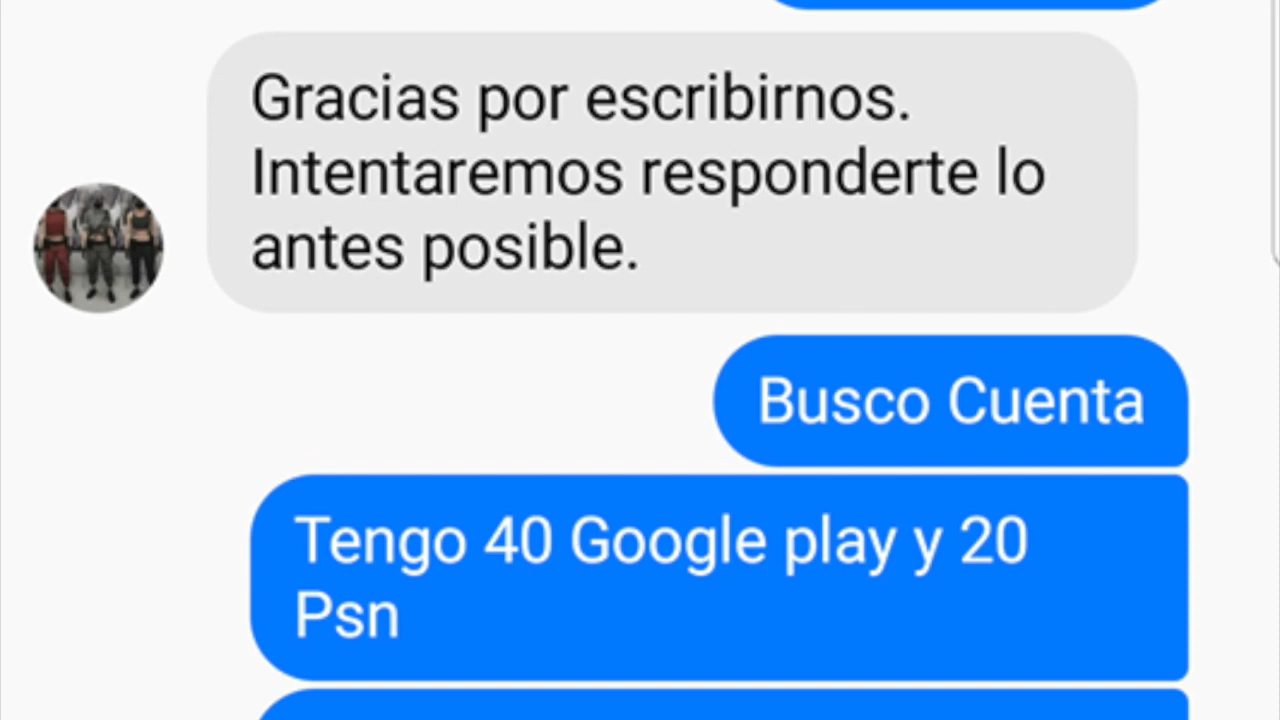 Gracias por escribirnos.
Intentaremos responderte lo
antes posible.
Busco Cuenta
Tengo 40 Google play y 20
Psn